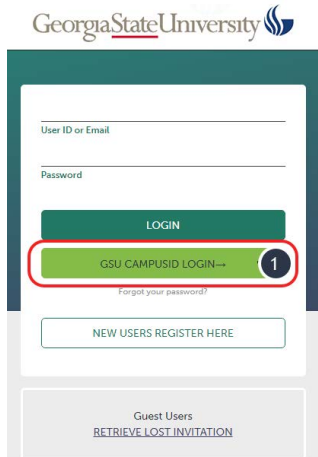 GeorgiaStateUniversity
User ID or Email
Password
LOGIN
GSU CAMPUSID LOGIN→
1
Forgot your password?
NEW USERS REGISTER HERE
Guest Users
RETRIEVE LOST INVITATION